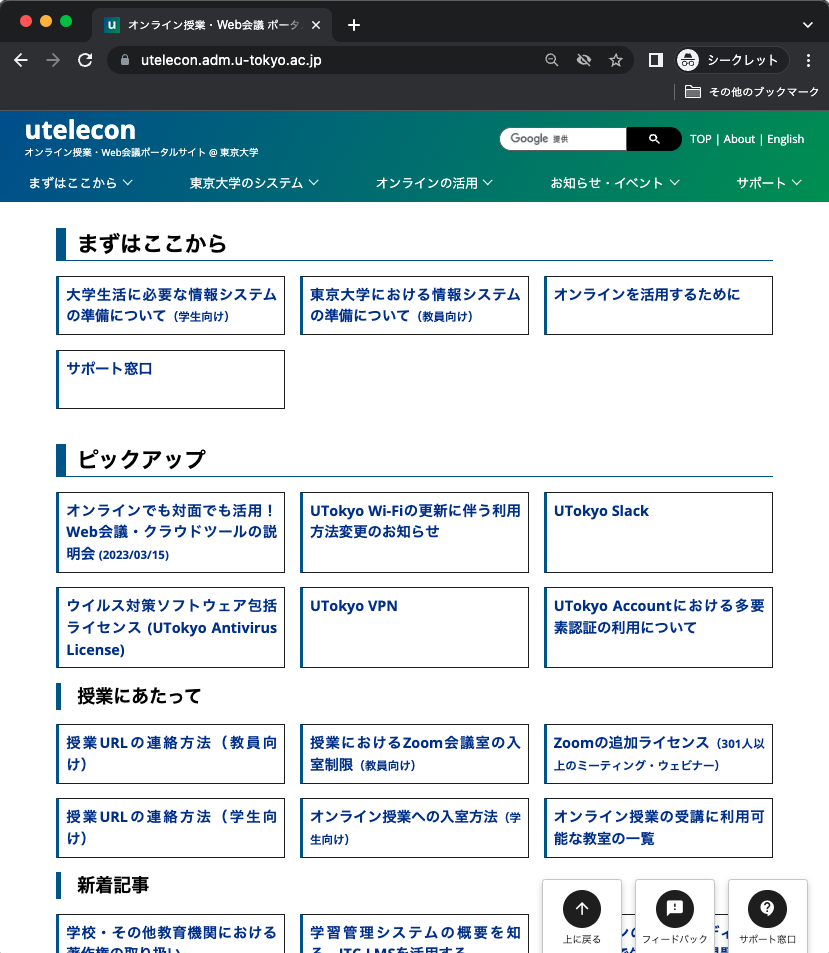 オンライン授業・Web会議 ポータ
utelecon.adm.u-tokyo.ac.jp
シークレット
その他のブックマーク
utelecon
オンライン授業・Web会議ポータルサイト @ 東京大学
Google 提供
TOP | About | English
まずはここから
東京大学のシステム
オンラインの活用
お知らせ・イベント
サポート
まずはここから
大学生活に必要な情報システム
の準備について（学生向け）
東京大学における情報システム
の準備について（教員向け）
オンラインを活用するために
サポート窓口
ピックアップ
オンラインでも対面でも活用！
Web会議・クラウドツールの説
明会 (2023/03/15)
UTokyo Wi-Fiの更新に伴う利用
方法変更のお知らせ
UTokyo Slack
ウイルス対策ソフトウェア包括
ライセンス (UTokyo Antivirus
License)
UTokyo VPN
UTokyo Accountにおける多要
素認証の利用について
授業にあたって
授業URLの連絡方法（教員向
け）
授業におけるZoom会議室の入
室制限（教員向け）
Zoomの追加ライセンス（301人以
上のミーティング・ウェビナー）
授業URLの連絡方法（学生向
け）
オンライン授業への入室方法（学
生向け）
オンライン授業の受講に利用可
能な教室の一覧
新着記事
学校・その他教育機関における
著作権の取り扱い
学習管理システムの概要を知
る、ITC-LMSを活用する
上に戻る
フィードバック
サポート窓口